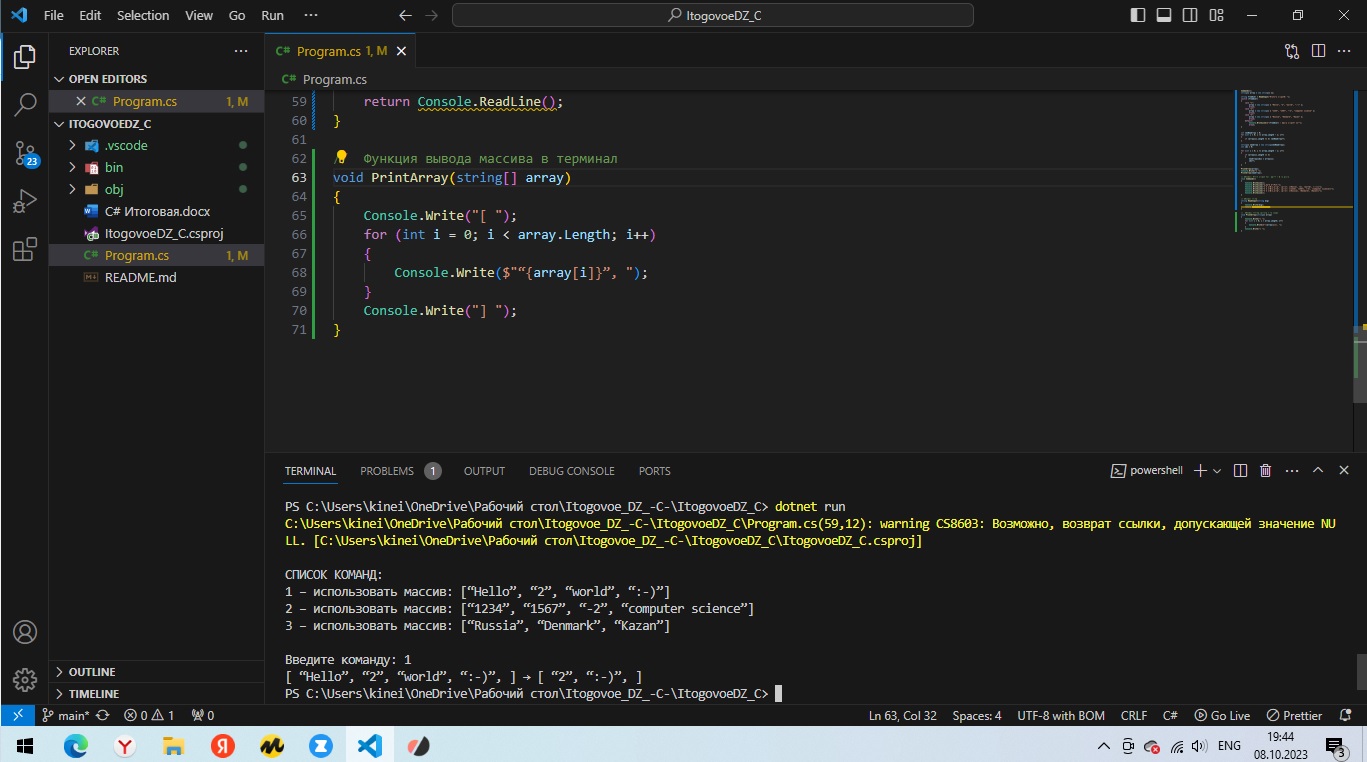 File Edit Selection View Go Run ··· ItogovoeDZ_C
EXPLORER ···
OPEN EDITORS
Program.cs 1, M
ITOGOVOEDZ_C
.vscode
bin
obj
C# Итоговая.docx
ItogovoeDZ_C.csproj
Program.cs 1, M
README.md
OUTLINE
TIMELINE
23
C# Program.cs 1, M
C# Program.cs
59 return Console.ReadLine();
60 }
61
62 Функция вывода массива в терминал
63 void PrintArray(string[] array)
64 {
65 Console.Write("[ ");
66 for (int i = 0; i < array.Length; i++)
67 {
68 Console.Write($"“{array[i]}”, ");
69 }
70 Console.Write("] ");
71 }
TERMINAL PROBLEMS 1 OUTPUT DEBUG CONSOLE PORTS powershell
PS C:\Users\kinei\OneDrive\Рабочий стол\Itogovoe_DZ_-C-\ItogovoeDZ_C> dotnet run
C:\Users\kinei\OneDrive\Рабочий стол\Itogovoe_DZ_-C-\ItogovoeDZ_C\Program.cs(59,12): warning CS8603: Возможно, возврат ссылки, допускающей значение NU
LL. [C:\Users\kinei\OneDrive\Рабочий стол\Itogovoe_DZ_-C-\ItogovoeDZ_C\ItogovoeDZ_C.csproj]
СПИСОК КОМАНД:
1 – использовать массив: [“Hello”, “2”, “world”, “:-)”]
2 – использовать массив: [“1234”, “1567”, “-2”, “computer science”]
3 – использовать массив: [“Russia”, “Denmark”, “Kazan”]
Введите команду: 1
[ “Hello”, “2”, “world”, “:-)”, ] → [ “2”, “:-)”, ]
PS C:\Users\kinei\OneDrive\Рабочий стол\Itogovoe_DZ_-C-\ItogovoeDZ_C>
main* 0 1 0 Ln 63, Col 32 Spaces: 4 UTF-8 with BOM CRLF C# Go Live Prettier
ENG
19:44
08.10.2023
3